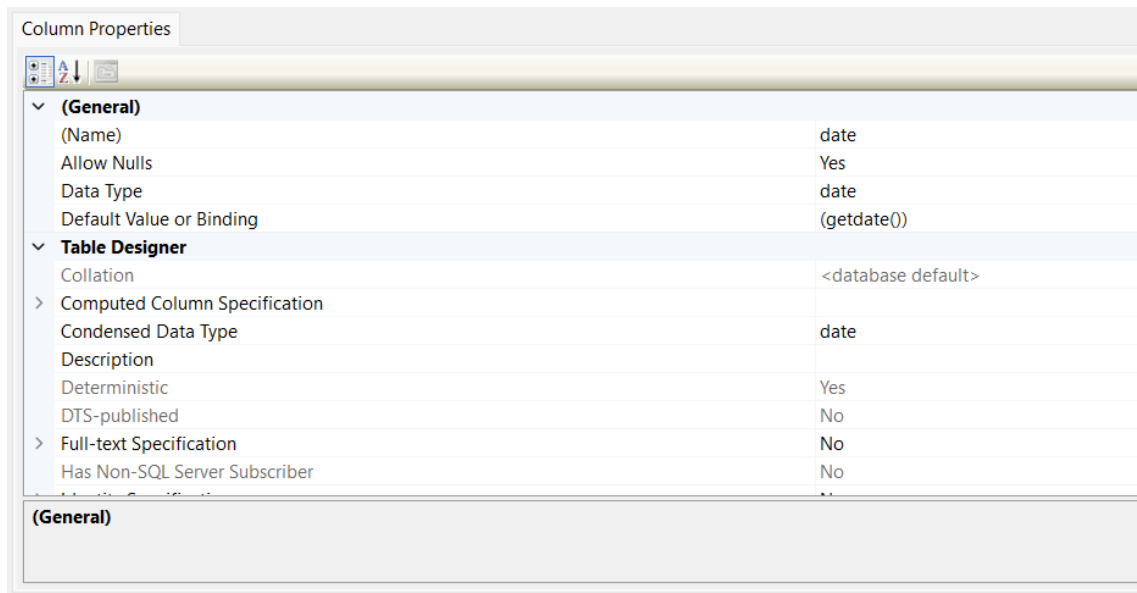 Column Properties
(General)
(Name) date
Allow Nulls Yes
Data Type date
Default Value or Binding (getdate())
Table Designer
Collation <database default>
Computed Column Specification
Condensed Data Type date
Description
Deterministic Yes
DTS-published No
Full-text Specification No
Has Non-SQL Server Subscriber No
(General)